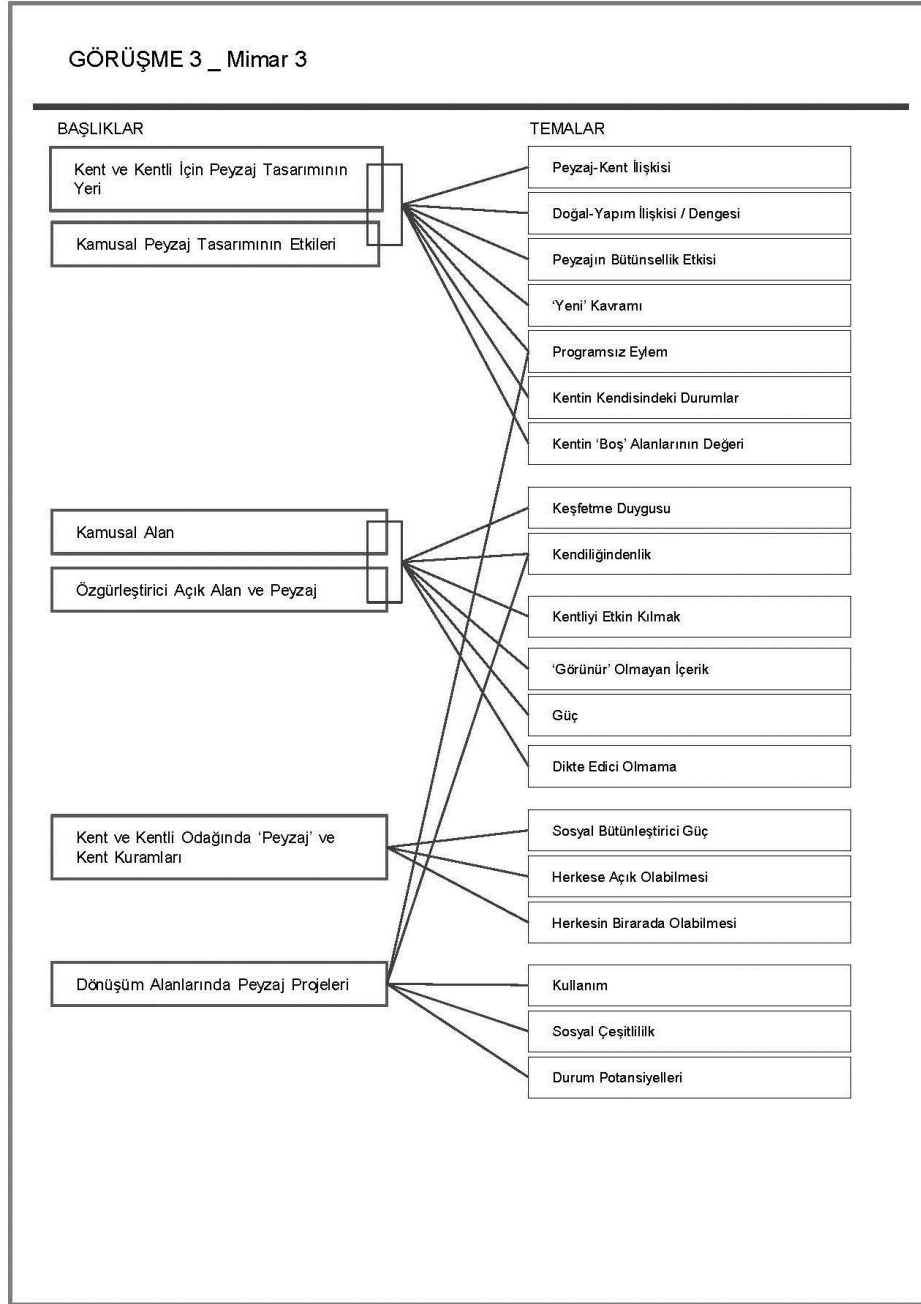 GÖRÜŞME 3 _ Mimar 3
BAŞLIKLAR
Kent ve Kentli İçin Peyzaj Tasarımının
Yeri
Kamusal Peyzaj Tasarımının Etkileri
Kamusal Alan
Özgürleştirici Açık Alan ve Peyzaj
Kent ve Kentli Odağında ‘Peyzaj’ ve
Kent Kuramları
Dönüşüm Alanlarında Peyzaj Projeleri
TEMALAR
Peyzaj-Kent İlişkisi
Doğal-Yapım İlişkisi / Dengesi
Peyzajın Bütünsellik Etkisi
‘Yeni’ Kavramı
Programsız Eylem
Kentin Kendisindeki Durumlar
Kentin ‘Boş’ Alanlarının Değeri
Keşfetme Duygusu
Kendiliğindenlik
Kentliyi Etkin Kılmak
‘Görünür’ Olmayan İçerik
Güç
Dikte Edici Olmama
Sosyal Bütünleştirici Güç
Herkese Açık Olabilmesi
Herkesin Birarada Olabilmesi
Kullanım
Sosyal Çeşitlililk
Durum Potansiyelleri